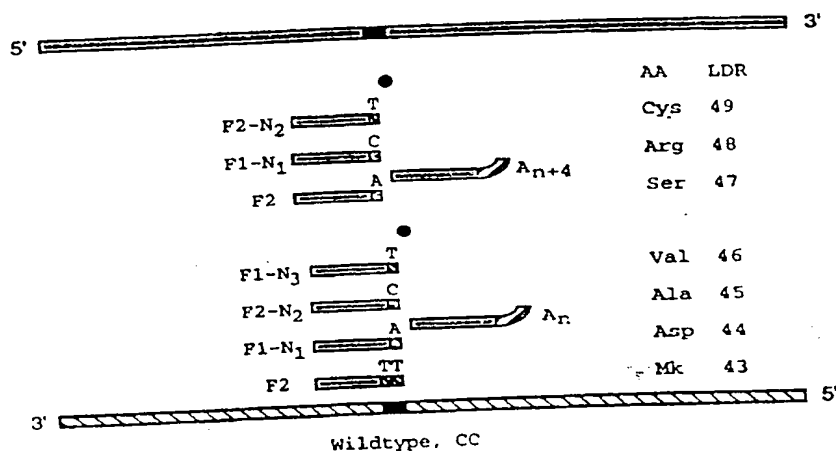 5' 3'
AA LDR
T
F2-N2 Cys 49
C
F1-N1 Arg 48
A An+4
F2 Ser 47
T
F1-N3 Val 46
C
F2-N2 Ala 45
A An
F1-N1 Asp 44
TT
F2 Mk 43
3' 5'
Wildtype, CC